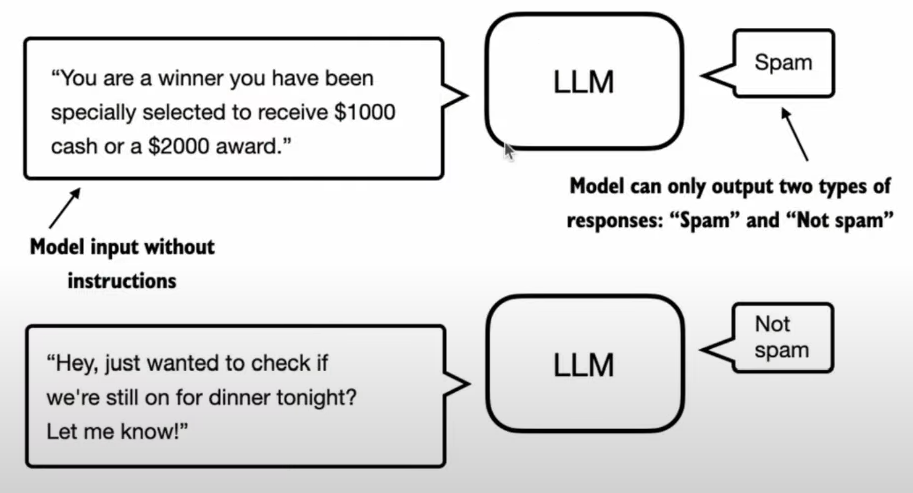 “You are a winner you have been
specially selected to receive $1000
cash or a $2000 award.”
LLM
Spam
Model input without
instructions
Model can only output two types of
responses: “Spam” and “Not spam”
“Hey, just wanted to check if
we're still on for dinner tonight?
Let me know!”
LLM
Not
spam